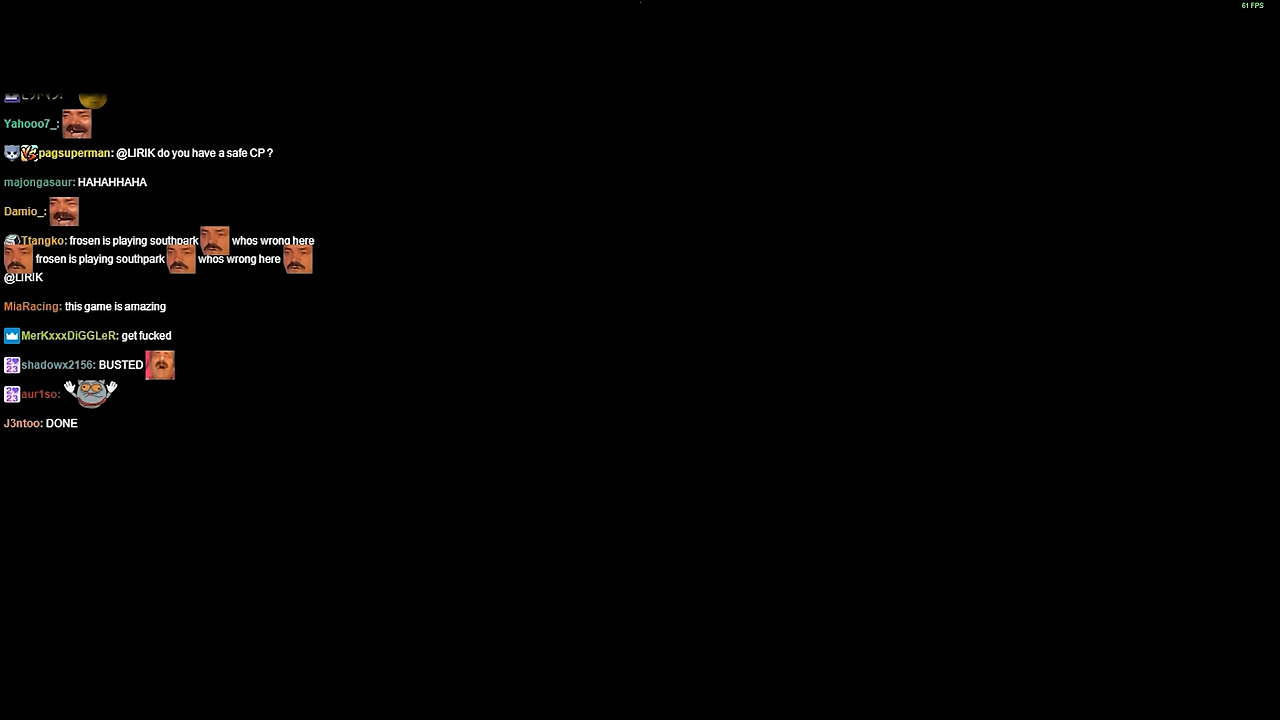 61 FPS
Yahooo7_:
pagsuperman: @LIRIK do you have a safe CP ?
majongasaur: HAHAHHAHA
Damio_:
Ttangko: frosen is playing southpark whos wrong here
frosen is playing southpark whos wrong here
@LIRIK
MiaRacing: this game is amazing
MerKxxxDiGGLeR: get fucked
shadowx2156: BUSTED
aur1so:
J3ntoo: DONE